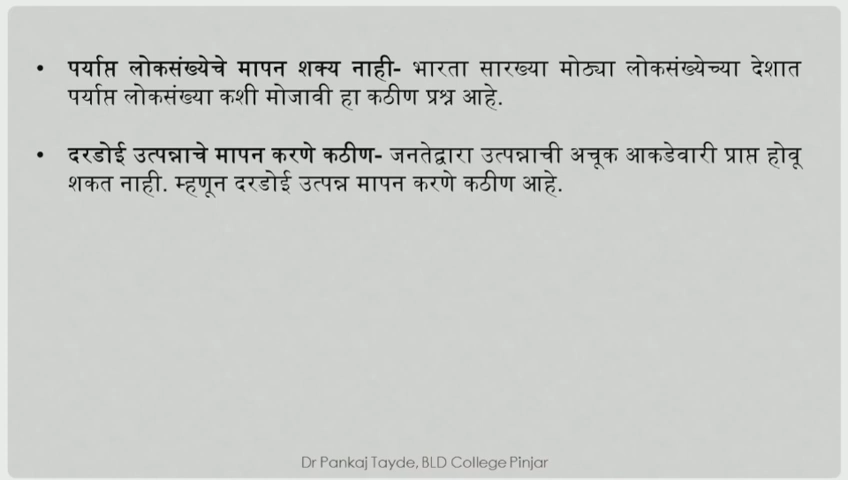 • पर्याप्त लोकसंख्येचे मापन शक्य नाही- भारता सारख्या मोठ्या लोकसंख्येच्या देशात
पर्याप्त लोकसंख्या कशी मोजावी हा कठीण प्रश्न आहे.
• दरडोई उत्पन्नाचे मापन करणे कठीण- जनतेद्वारा उत्पन्नाची अचूक आकडेवारी प्राप्त होवू
शकत नाही. म्हणून दरडोई उत्पन्न मापन करणे कठीण आहे.
Dr Pankaj Tayde, BLD College Pinjar